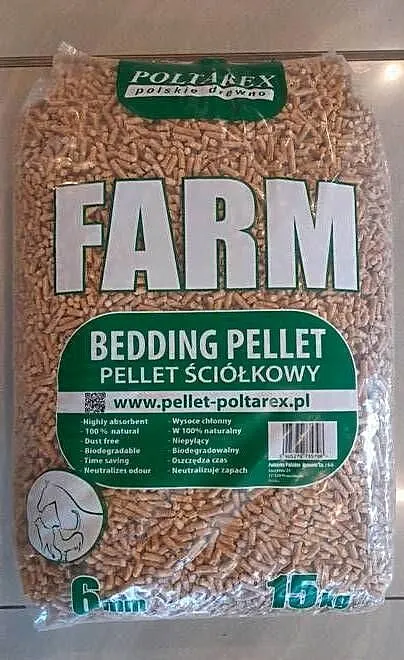 POLTAREX
polskie drewno
FARM
BEDDING PELLET
PELLET ŚCIÓŁKOWY
www.pellet-poltarex.pl
-Highly absorbent
- 100 % natural
- Dust free
- Biodegradable
- Time saving
- Neutralizes odour
- Wysoce chłonny
- W 100% naturalny
- Niepylący
- Biodegradowalny
- Oszczędza czas
- Neutralizuje zapach
6 mm
15 kg